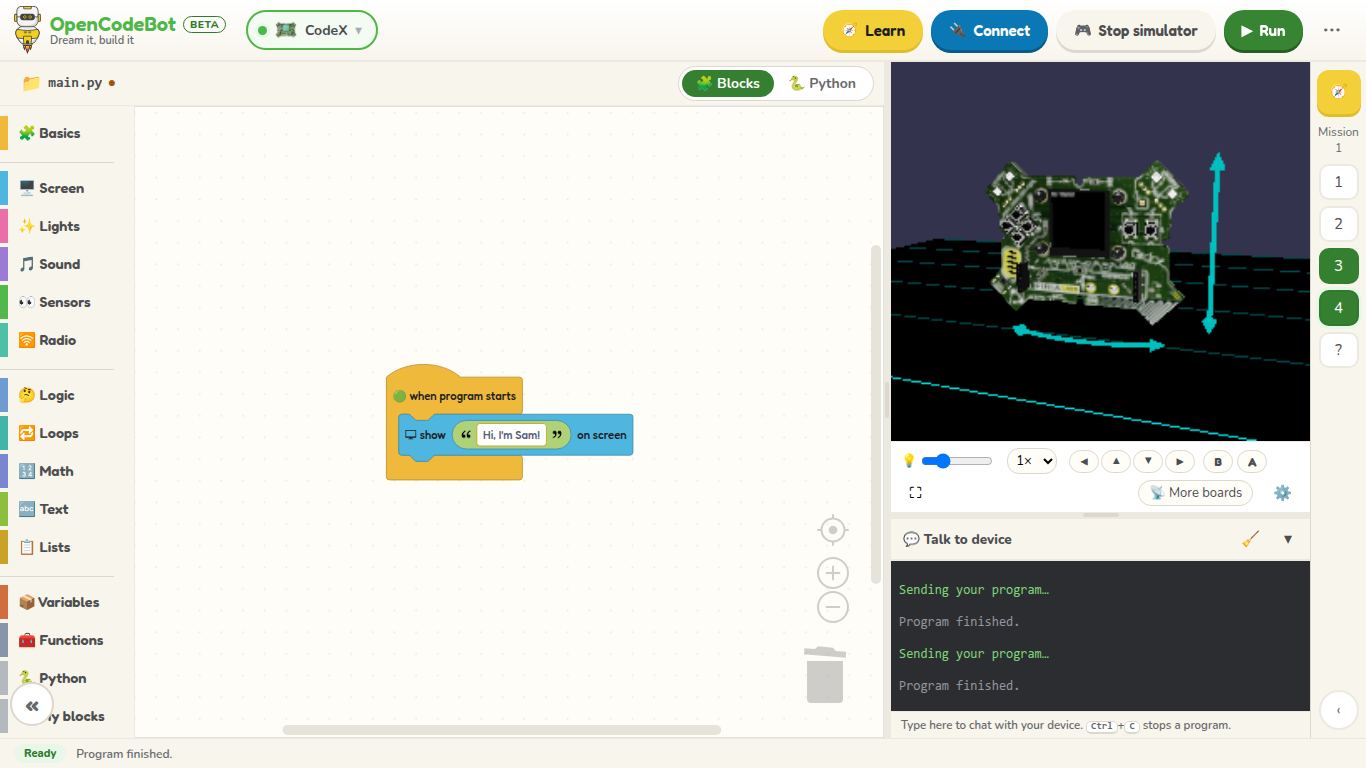 OpenCodeBot BETA
Dream it, build it
CodeX ▾
Learn
Connect
Stop simulator
▶ Run
...
main.py
Blocks
Python
Basics
Screen
Lights
Sound
Sensors
Radio
Logic
Loops
Math
Text
Lists
Variables
Functions
Python
y blocks
«
when program starts
show “ Hi, I'm Sam! ” on screen
1×
B
A
More boards
Talk to device
Sending your program…
Program finished.
Sending your program…
Program finished.
Type here to chat with your device. Ctrl + C stops a program.
Mission
1
1
2
3
4
?
‹
Ready Program finished.